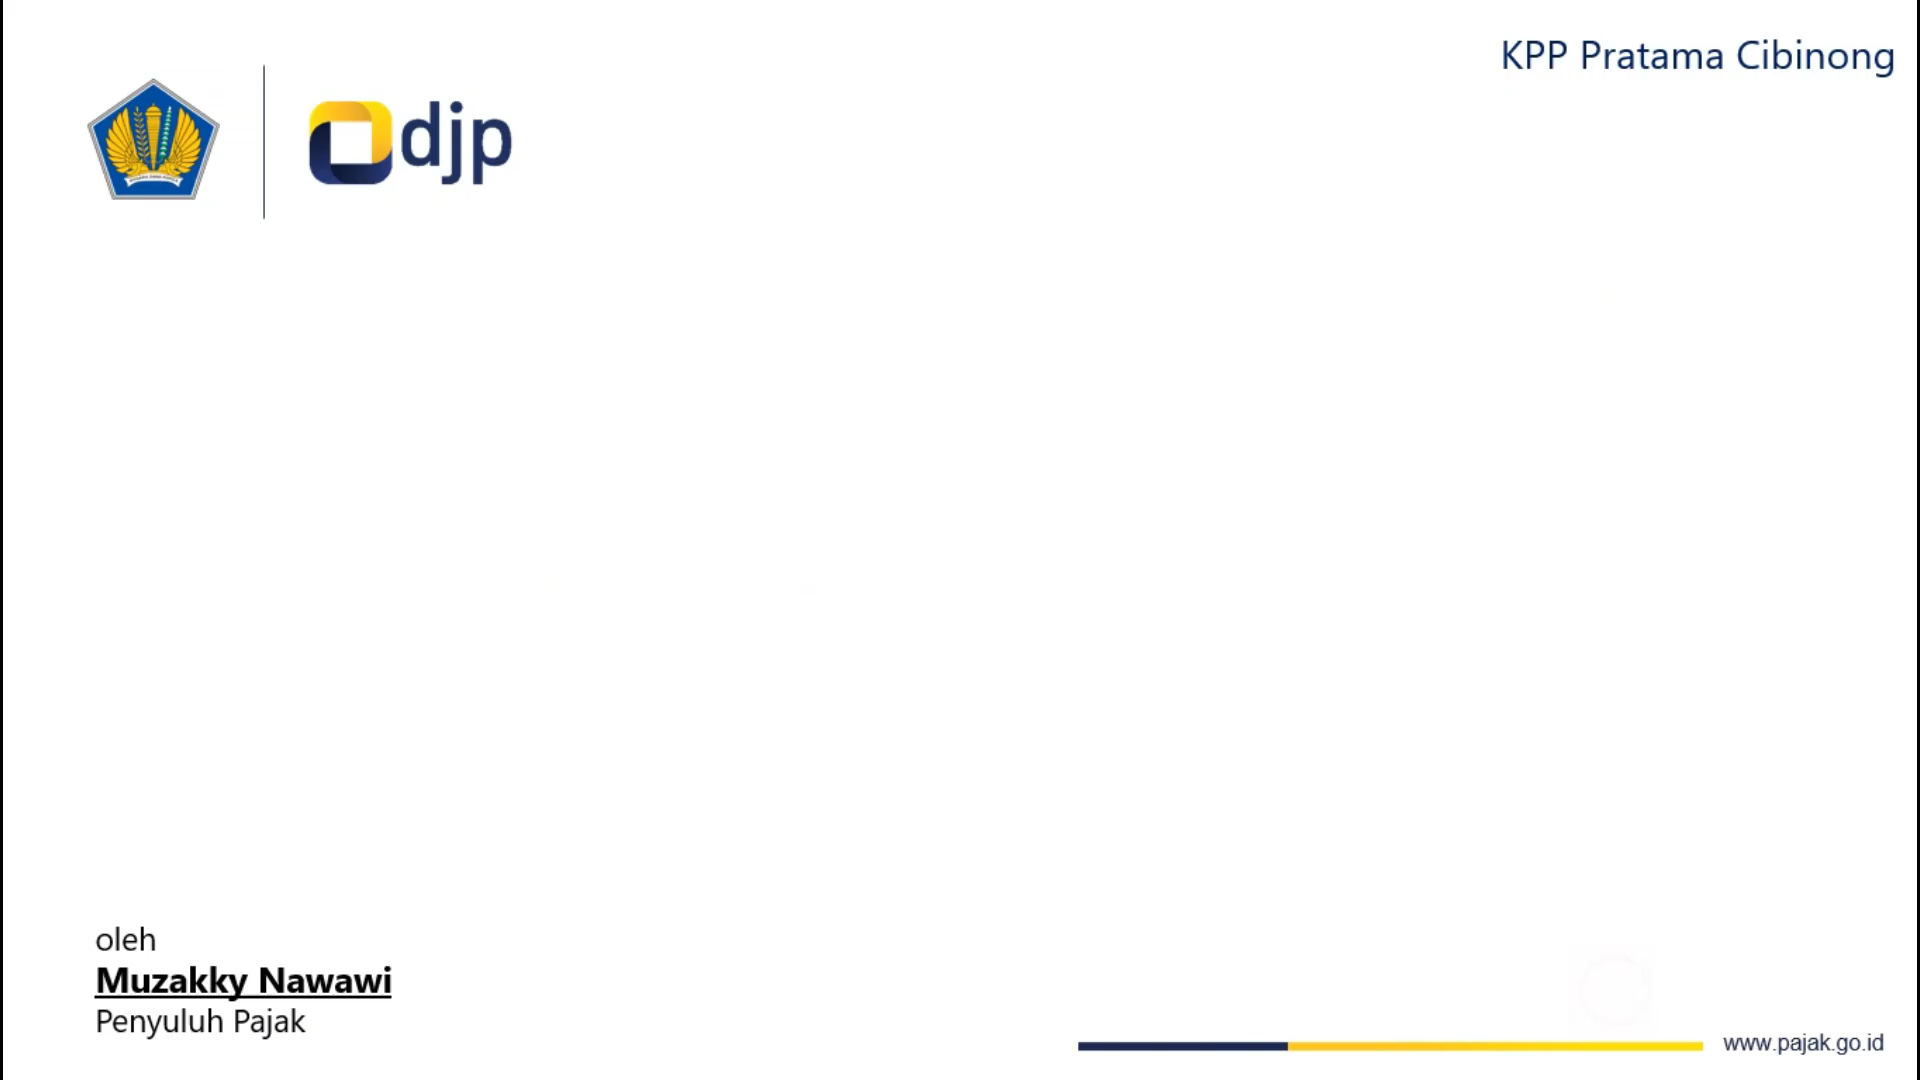 KPP Pratama Cibinong
djp
oleh
Muzakky Nawawi
Penyuluh Pajak
www.pajak.go.id